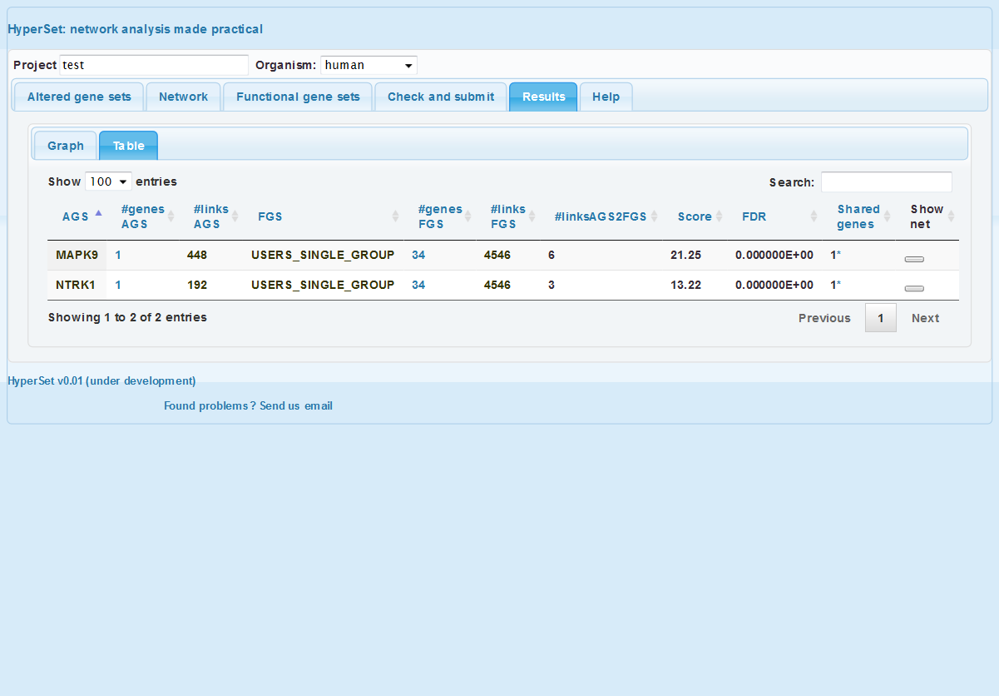 HyperSet: network analysis made practical
Project test Organism: human
Altered gene sets Network Functional gene sets Check and submit Results Help
Graph Table
Show 100 entries Search:
AGS #genes AGS #links AGS FGS #genes FGS #links FGS #linksAGS2FGS Score FDR Shared genes Show net
MAPK9 1 448 USERS_SINGLE_GROUP 34 4546 6 21.25 0.000000E+00 1*
NTRK1 1 192 USERS_SINGLE_GROUP 34 4546 3 13.22 0.000000E+00 1*
Showing 1 to 2 of 2 entries Previous 1 Next
HyperSet v0.01 (under development)
Found problems? Send us email